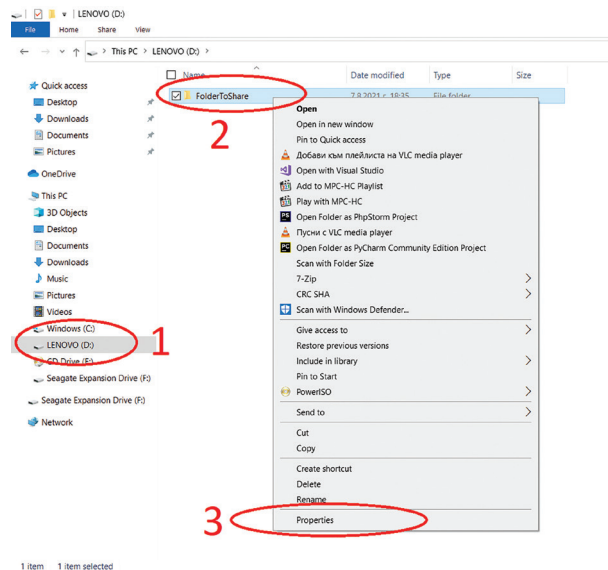 LENOVO (D:)
File Home Share View
This PC > LENOVO (D:) >
Name Date modified Type Size
Quick access
Desktop
Downloads
Documents
Pictures
OneDrive
This PC
3D Objects
Desktop
Documents
Downloads
Music
Pictures
Videos
Windows (C:)
LENOVO (D:)
CD Drive (E:)
Seagate Expansion Drive (F:)
Seagate Expansion Drive (F:)
Network
1
FolderToShare 7.8.2021 г. 18:35 File folder
2
Open
Open in new window
Pin to Quick access
Добави към плейлиста на VLC media player
Open with Visual Studio
Add to MPC-HC Playlist
Play with MPC-HC
PS Open Folder as PhpStorm Project
Пусни с VLC media player
PC Open Folder as PyCharm Community Edition Project
Scan with Folder Size
7-Zip >
CRC SHA >
Scan with Windows Defender...
Give access to >
Restore previous versions
Include in library >
Pin to Start
PowerISO >
Send to >
Cut
Copy
Create shortcut
Delete
Rename
3
Properties
1 item 1 item selected